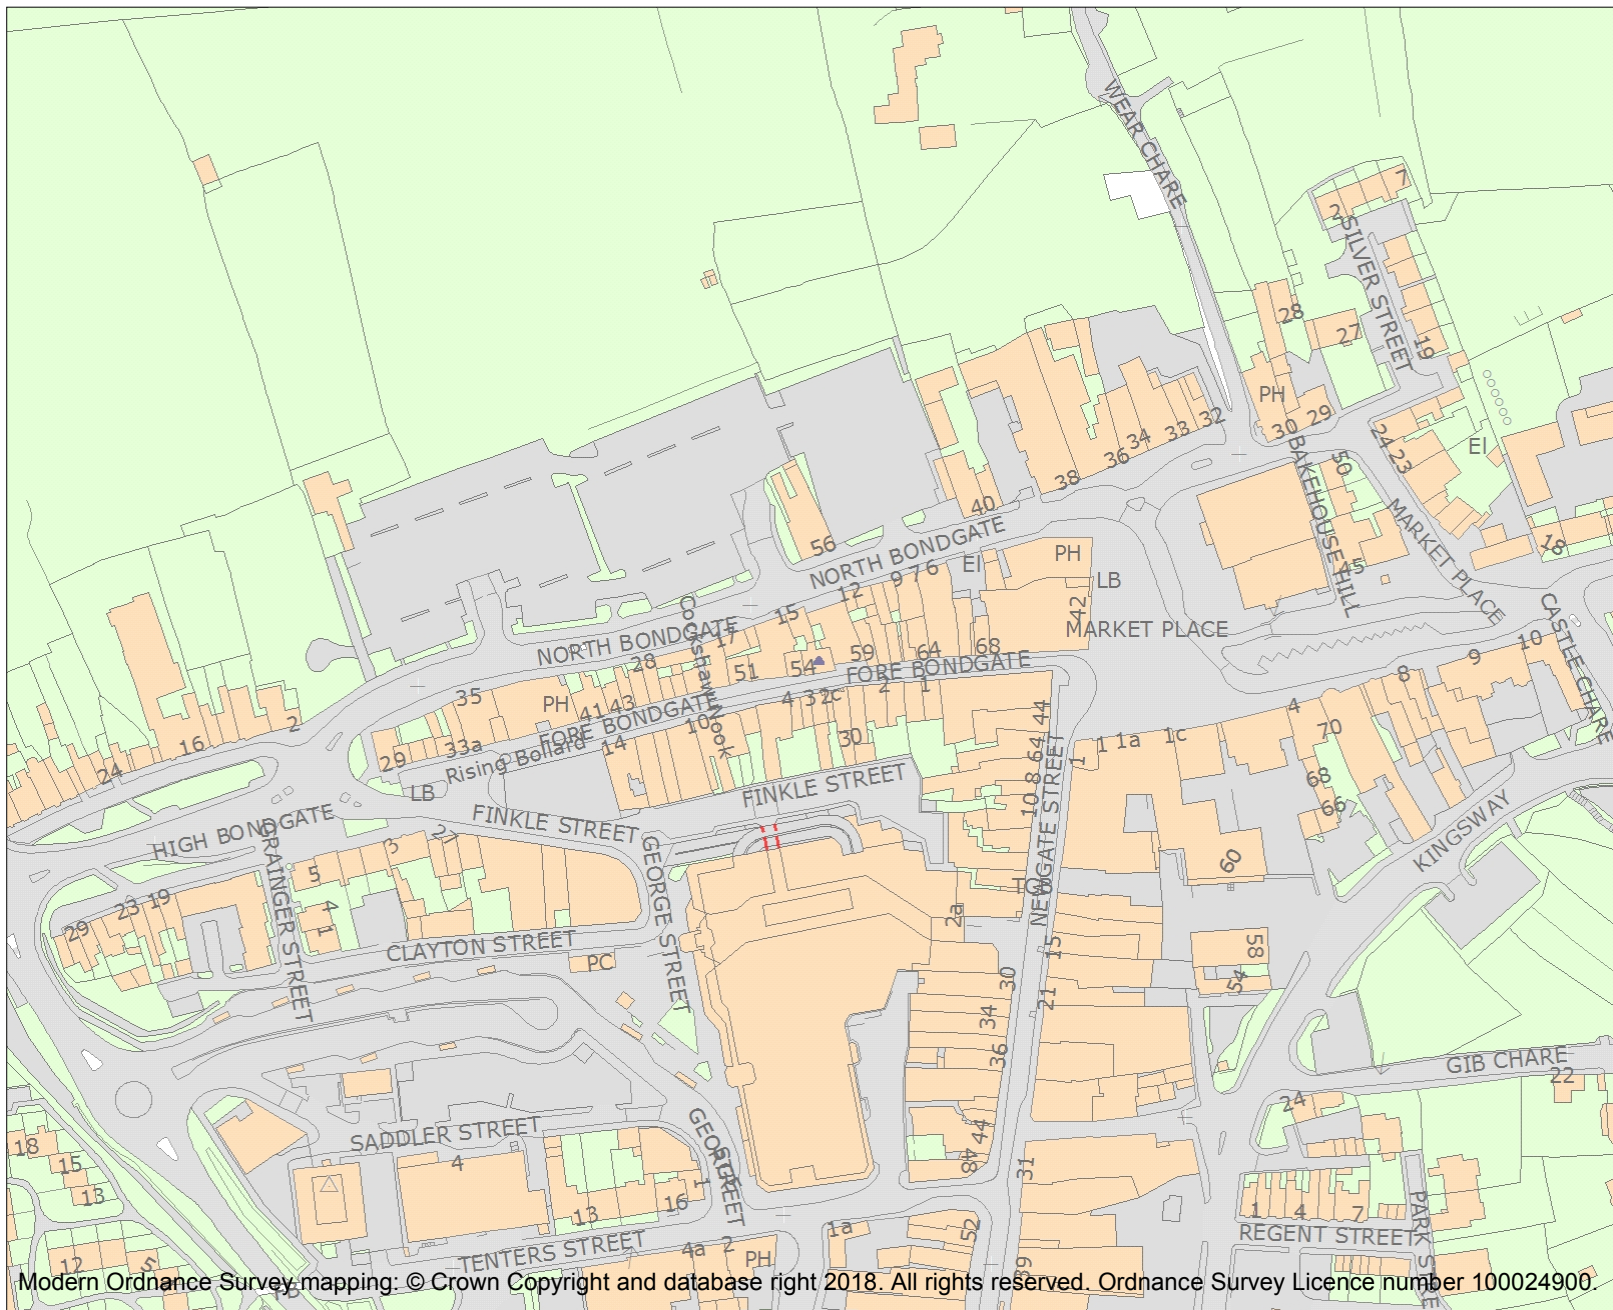 WEAR CHARE
7
2
SILVER STREET
28
27
19
PH
32
29
30
33
34
36
24
23
50
EI
38
40
BAKEHOUSE HILL
MARKET PLACE
56
NORTH BONDGATE
EI
PH
18
45
9
7
6
12
LB
42
CASTLE CHARE
15
MARKET PLACE
Cockshaw Nook
17
NORTH BONDGATE
10
28
59
64
68
9
51
54
FORE BONDGATE
8
35
2
1
4
3
2c
2
PH
41
43
44
4
FORE BONDGATE
10
70
16
33a
14
30
1
1a
1c
29
Rising Bollard
64
1
24
8
68
LB
FINKLE STREET
10
66
HIGH BONDGATE
FINKLE STREET
NEWGATE STREET
KINGSWAY
27
3
GRAINGER STREET
GEORGE STREET
60
5
23
19
4
1
2a
29
CLAYTON STREET
15
58
PC
30
54
21
34
36
GIB CHARE
22
24
GEORGE STREET
SADDLER STREET
44
18
15
4
48
31
13
1
16
13
1
4
7
PARK STRE
52
1a
REGENT STREET
TENTERS STREET
4a
2
PH
12
5
39
Modern Ordnance Survey mapping: © Crown Copyright and database right 2018. All rights reserved. Ordnance Survey Licence number 100024900.